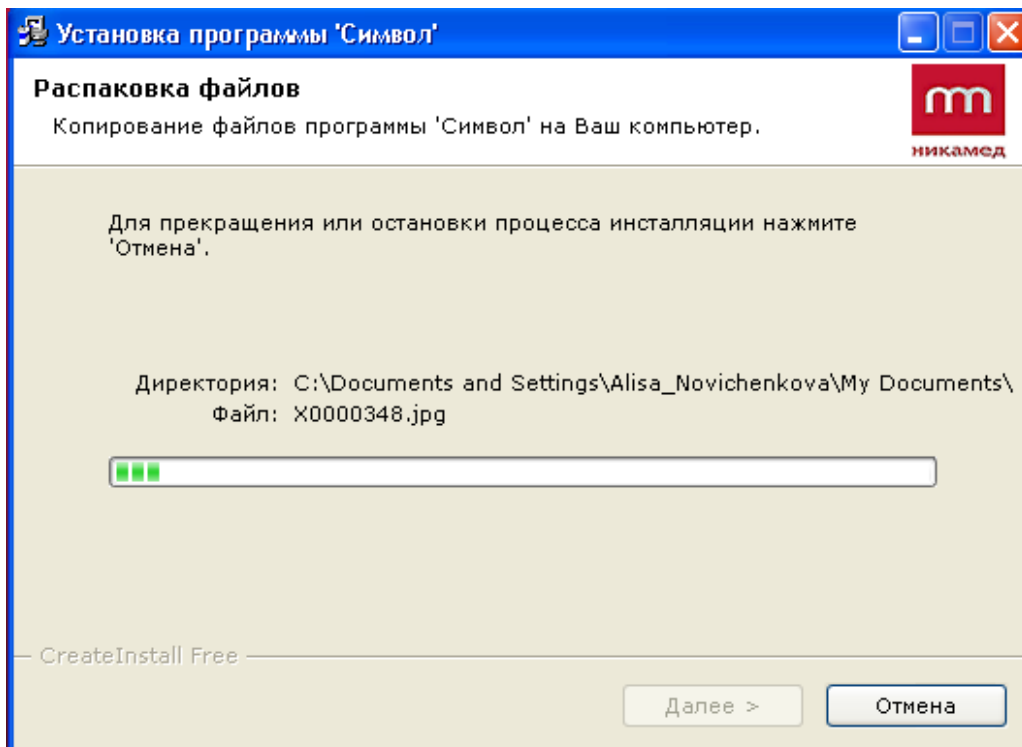 Установка программы 'Символ'
Распаковка файлов
Копирование файлов программы 'Символ' на Ваш компьютер.
никамед
Для прекращения или остановки процесса инсталляции нажмите
'Отмена'.
Директория: C:\Documents and Settings\Alisa_Novichenkova\My Documents\
Файл: X0000348.jpg
CreateInstall Free
Далее >
Отмена